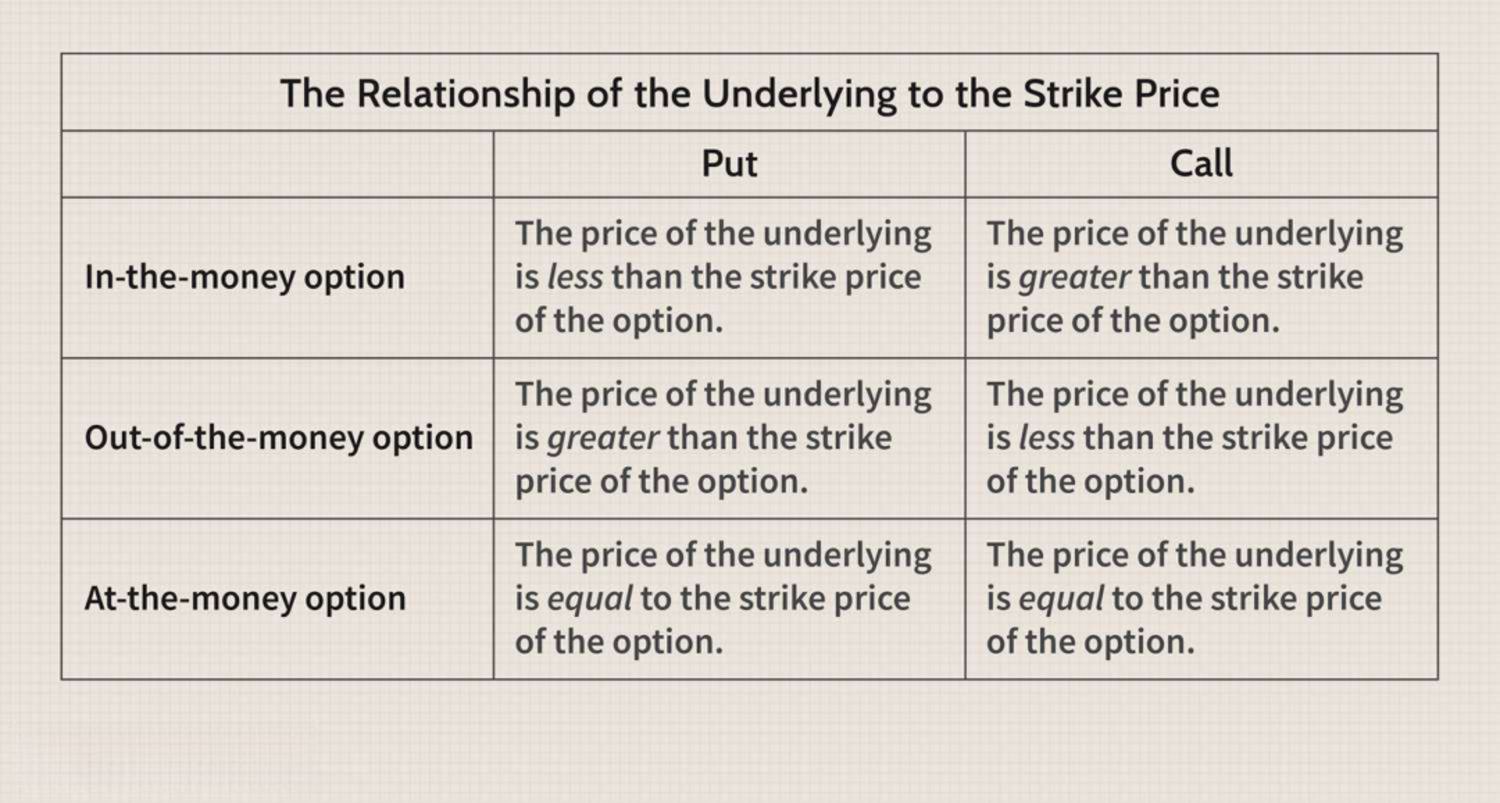 The Relationship of the Underlying to the Strike Price
Put
Call
In-the-money option
The price of the underlying
is less than the strike price
of the option.
The price of the underlying
is greater than the strike
price of the option.
Out-of-the-money option
The price of the underlying
is greater than the strike
price of the option.
The price of the underlying
is less than the strike price
of the option.
At-the-money option
The price of the underlying
is equal to the strike price
of the option.
The price of the underlying
is equal to the strike price
of the option.